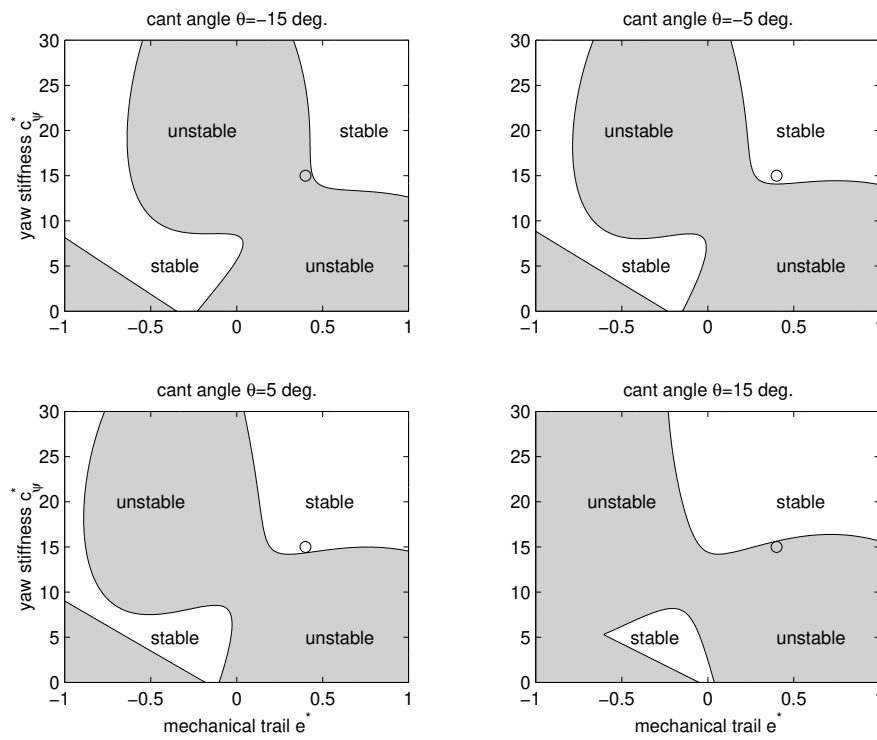 cant angle θ=−15 deg.
yaw stiffness c*ψ
30
25
20
15
10
5
0
unstable
stable
stable
unstable
−1 −0.5 0 0.5 1
cant angle θ=−5 deg.
30
25
20
15
10
5
0
unstable
stable
stable
unstable
−1 −0.5 0 0.5 1
cant angle θ=5 deg.
yaw stiffness c*ψ
30
25
20
15
10
5
0
unstable
stable
stable
unstable
−1 −0.5 0 0.5 1
mechanical trail e*
cant angle θ=15 deg.
30
25
20
15
10
5
0
unstable
stable
stable
unstable
−1 −0.5 0 0.5 1
mechanical trail e*